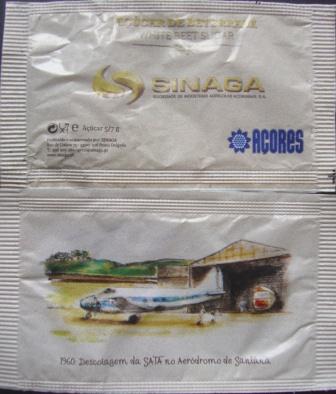 AÇÚCAR DE BETERRABA
WHITE BEET SUGAR
SINAGA
SOCIEDADE DE INDÚSTRIAS AGRÍCOLAS AÇORIANAS, S.A.
e Açúcar 5/7 g
AÇORES
1960 Descolagem da SATA no Aeródromo de Santana